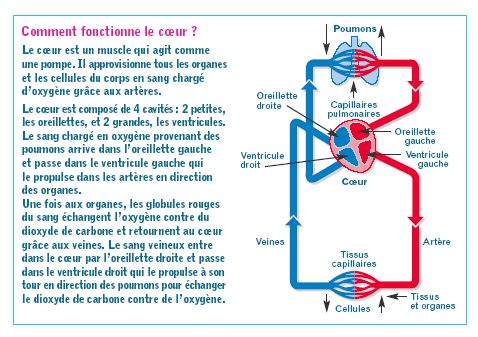 Comment fonctionne le cœur ?
Le cœur est un muscle qui agit comme
une pompe. Il approvisionne tous les organes
et les cellules du corps en sang chargé
d'oxygène grâce aux artères.
Le cœur est composé de 4 cavités : 2 petites,
les oreillettes, et 2 grandes, les ventricules.
Le sang chargé en oxygène provenant des
poumons arrive dans l'oreillette gauche
et passe dans le ventricule gauche qui
le propulse dans les artères en direction
des organes.
Une fois aux organes, les globules rouges
du sang échangent l'oxygène contre du
dioxyde de carbone et retournent au cœur
grâce aux veines. Le sang veineux entre
dans le cœur par l'oreillette droite et passe
dans le ventricule droit qui le propulse à son
tour en direction des poumons pour échanger
le dioxyde de carbone contre de l'oxygène.
Poumons
Oreillette
droite
Capillaires
pulmonaires
Oreillette
gauche
Ventricule
droit
Ventricule
gauche
Cœur
Veines
Artère
Tissus
capillaires
Cellules
Tissus
et organes